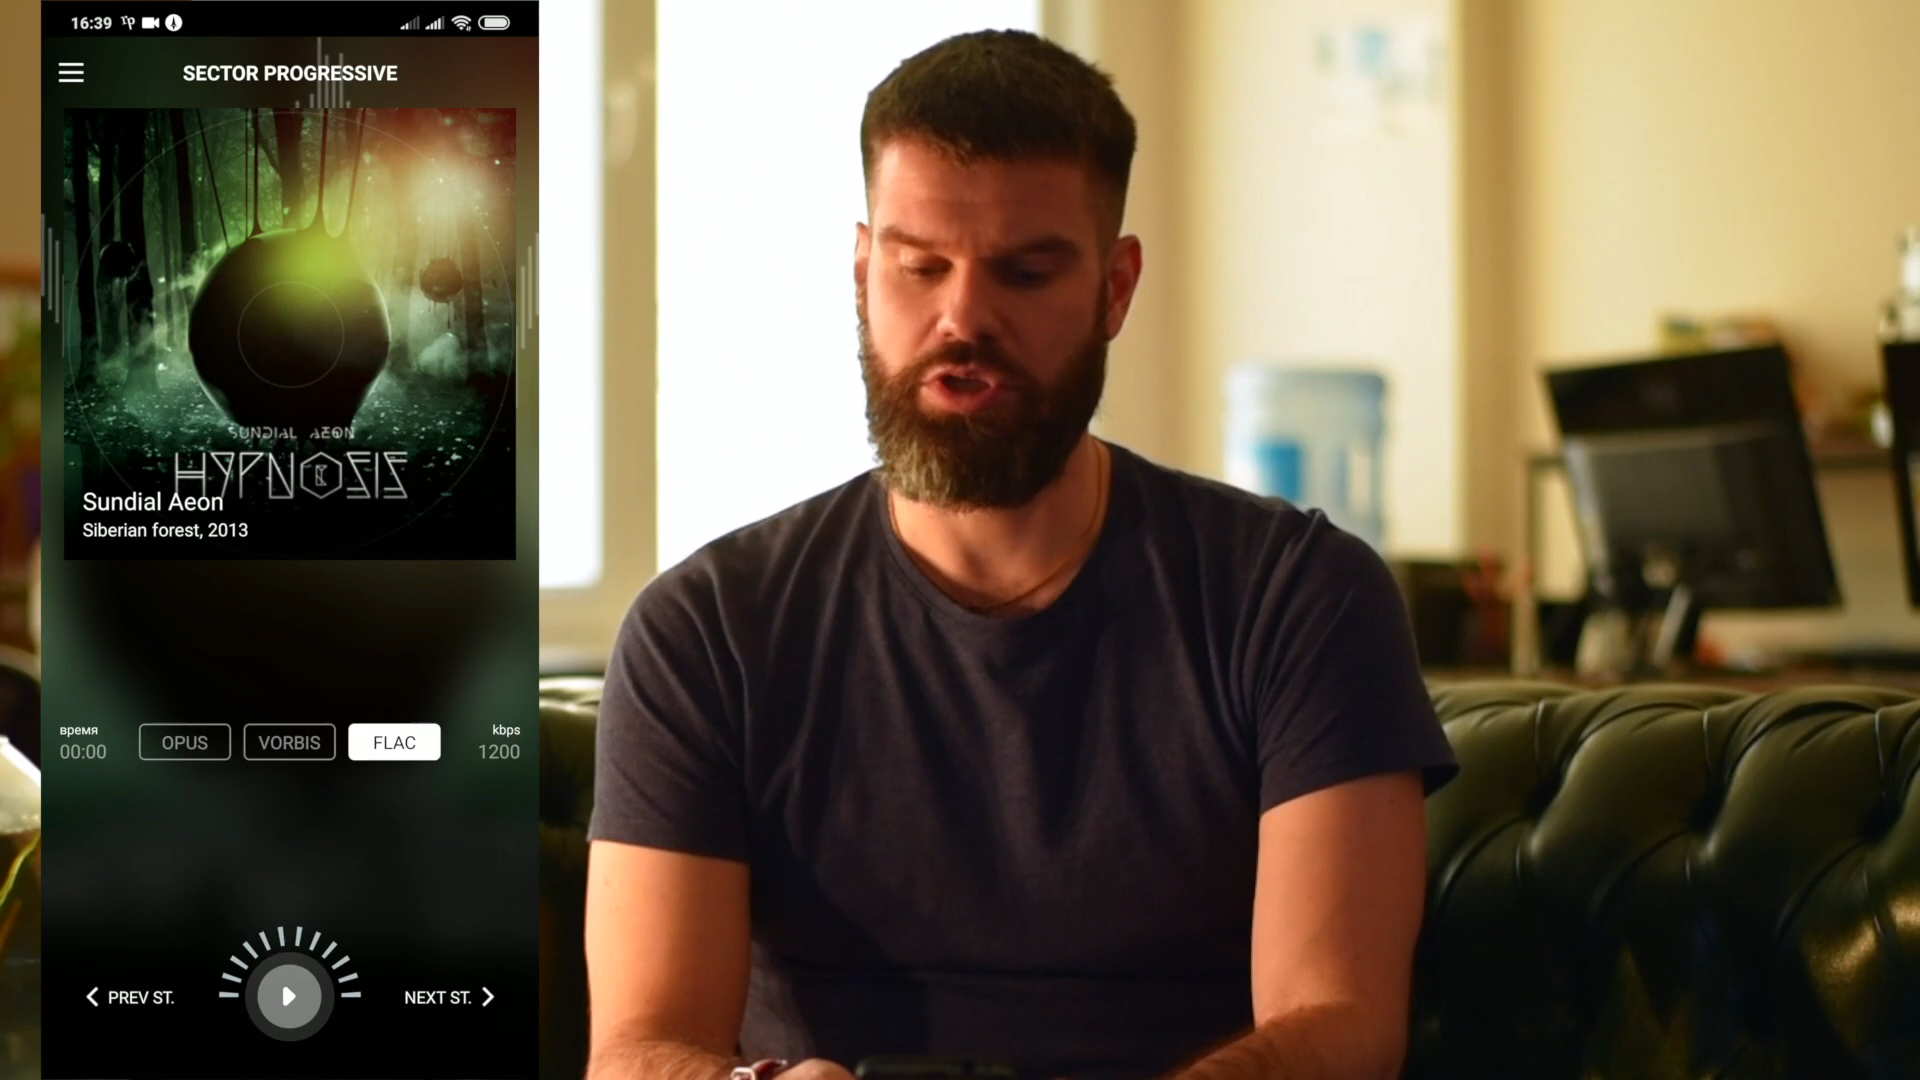 16:39
SECTOR PROGRESSIVE
SUNDIAL AEON
HYPNOSIS
Sundial Aeon
Siberian forest, 2013
время
00:00
OPUS
VORBIS
FLAC
kbps
1200
PREV ST.
NEXT ST.